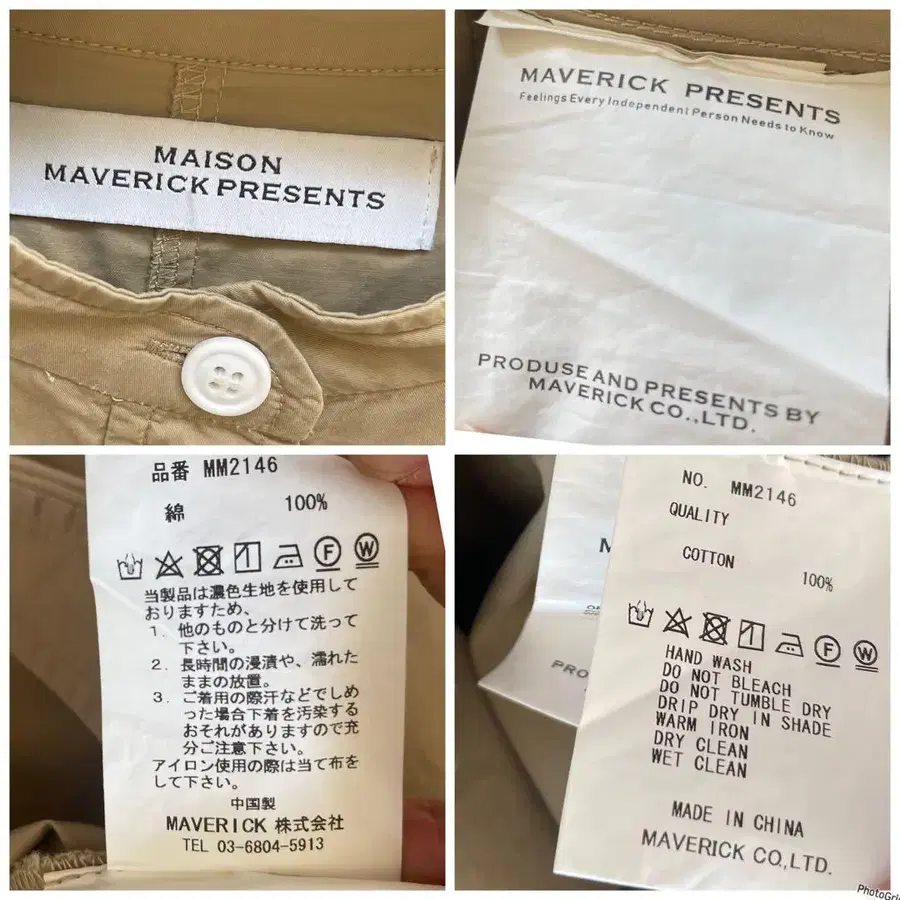 MAISON
MAVERICK PRESENTS
MAVERICK PRESENTS
Feelings Every Independent Person Needs to Know
PRODUSE AND PRESENTS BY
MAVERICK CO.,LTD.
品番 MM2146
綿 100%
F W
当製品は濃色生地を使用して
おりますため、
1. 他のものと分けて洗って
下さい。
2. 長時間の浸漬や、濡れた
ままの放置。
3. ご着用の際汗などでしめ
った場合下着を汚染する
おそれがありますので充
分ご注意下さい。
アイロン使用の際は当て布を
して下さい。
中国製
MAVERICK 株式会社
TEL 03-6804-5913
M
PRO
NO. MM2146
QUALITY
COTTON 100%
F W
HAND WASH
DO NOT BLEACH
DO NOT TUMBLE DRY
DRIP DRY IN SHADE
WARM IRON
DRY CLEAN
WET CLEAN
MADE IN CHINA
MAVERICK CO.,LTD.
PhotoGri